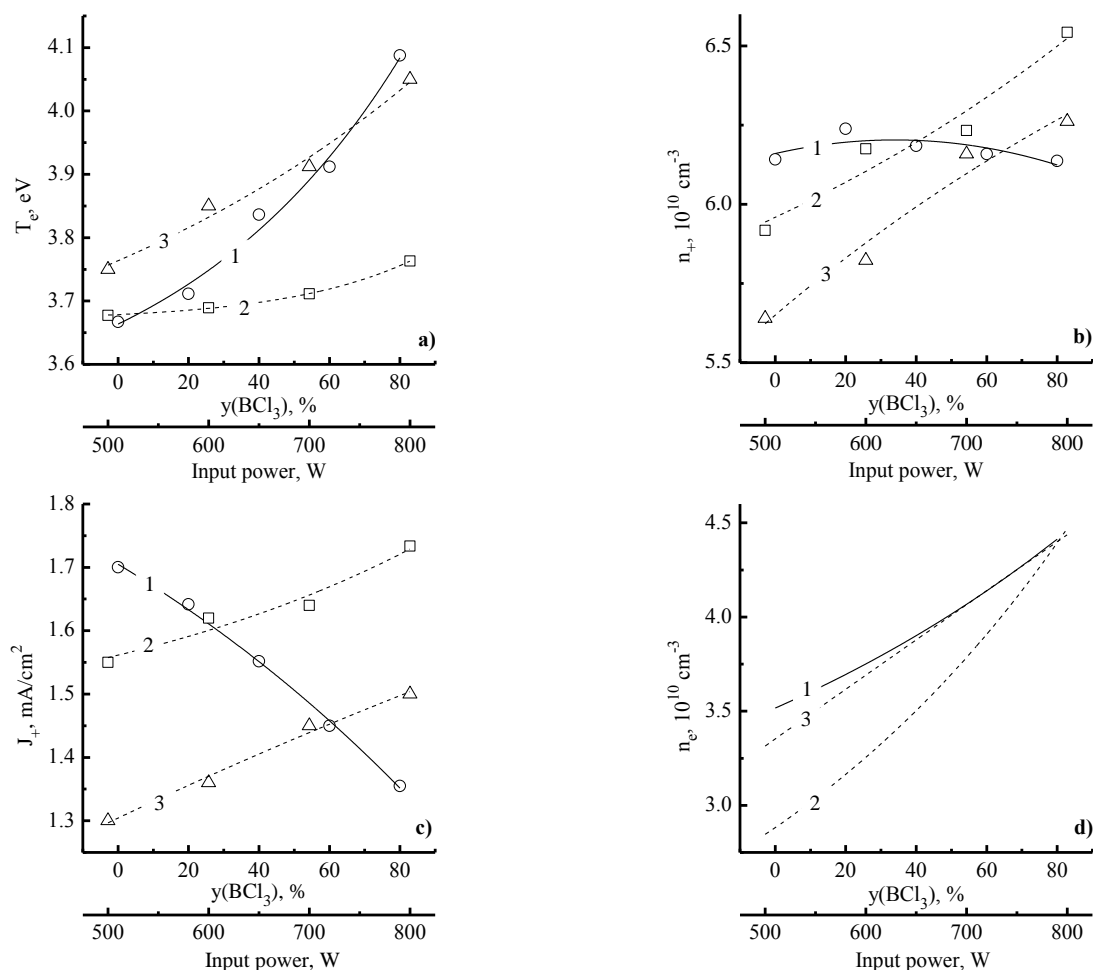 4.1
4.0
3.9
3.8
3.7
3.6
T_e, eV
3
1
2
a)
0 20 40 60 80
y(BCl_3), %
500 600 700 800
Input power, W
6.5
6.0
5.5
n_+, 10^10 cm^-3
1
2
3
b)
0 20 40 60 80
y(BCl_3), %
500 600 700 800
Input power, W
1.8
1.7
1.6
1.5
1.4
1.3
J_+, mA/cm^2
1
2
3
c)
0 20 40 60 80
y(BCl_3), %
500 600 700 800
Input power, W
4.5
4.0
3.5
3.0
n_e, 10^10 cm^-3
1
3
2
d)
0 20 40 60 80
y(BCl_3), %
500 600 700 800
Input power, W